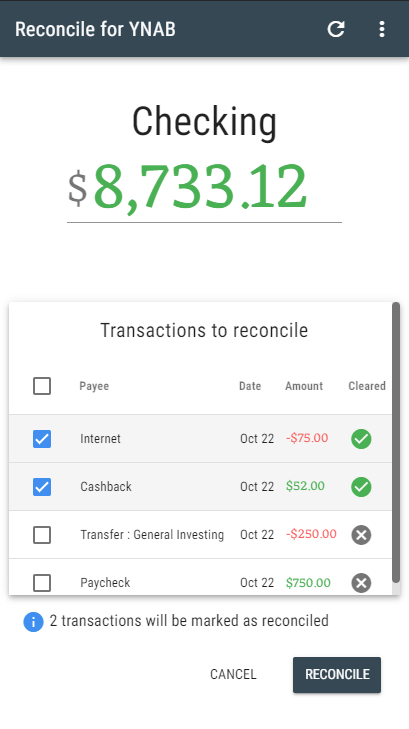 Reconcile for YNAB
Checking
$8,733.12
Transactions to reconcile
Payee Date Amount Cleared
Internet Oct 22 -$75.00
Cashback Oct 22 $52.00
Transfer : General Investing Oct 22 -$250.00
Paycheck Oct 22 $750.00
2 transactions will be marked as reconciled
CANCEL RECONCILE